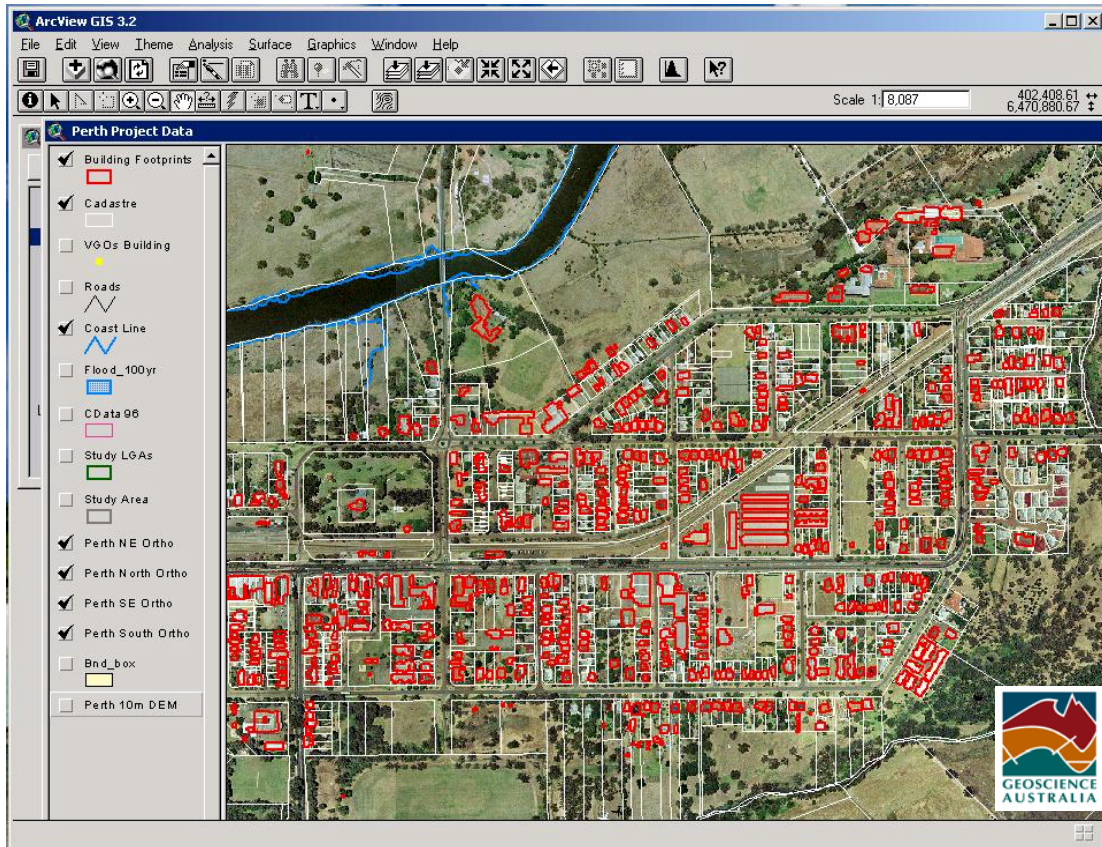 ArcView GIS 3.2
File Edit View Theme Analysis Surface Graphics Window Help
Scale 1: 8,087
402,408.61
6,470,880.67
Perth Project Data
Building Footprints
Cadastre
VGOs Building
Roads
Coast Line
Flood_100yr
CData96
Study LGAs
Study Area
Perth NE Ortho
Perth North Ortho
Perth SE Ortho
Perth South Ortho
Bnd_box
Perth 10m DEM
GEOSCIENCE
AUSTRALIA